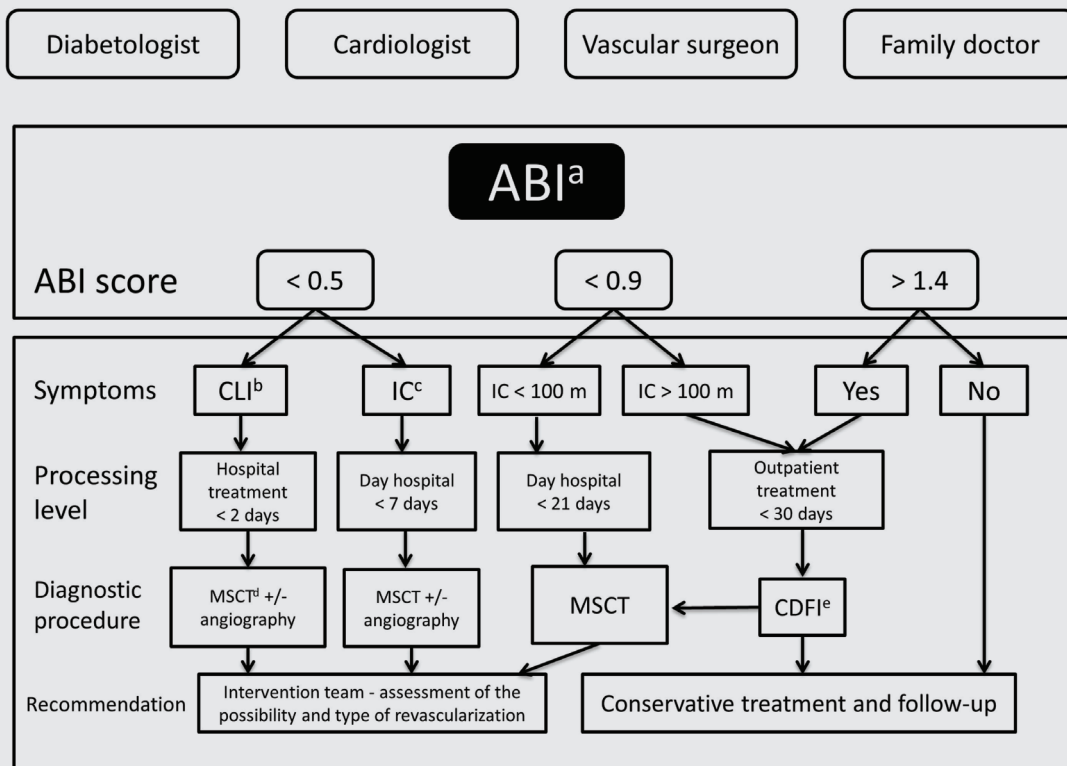 Diabetologist
Cardiologist
Vascular surgeon
Family doctor
ABIᵃ
ABI score
< 0.5
< 0.9
> 1.4
Symptoms
CLIᵇ
ICᶜ
IC < 100 m
IC > 100 m
Yes
No
Processing
level
Hospital
treatment
< 2 days
Day hospital
< 7 days
Day hospital
< 21 days
Outpatient
treatment
< 30 days
Diagnostic
procedure
MSCTᵈ +/-
angiography
MSCT +/-
angiography
MSCT
CDFIᵉ
Recommendation
Intervention team - assessment of the
possibility and type of revascularization
Conservative treatment and follow-up